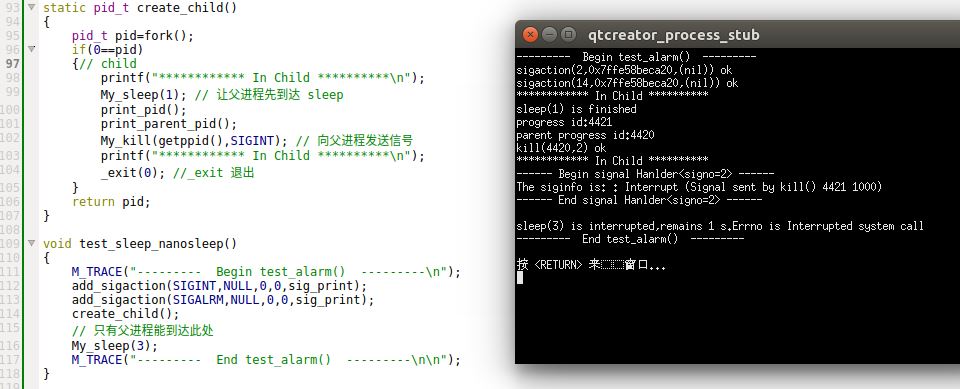 93 static pid_t create_child()
94 {
95 pid_t pid=fork();
96 if(0==pid)
97 {// child
98 printf("************ In Child **********\n");
99 My_sleep(1); // 让父进程先到达 sleep
100 print_pid();
101 print_parent_pid();
102 My_kill(getppid(),SIGINT); // 向父进程发送信号
103 printf("************ In Child **********\n");
104 _exit(0); //_exit 退出
105 }
106 return pid;
107 }
108
109 void test_sleep_nanosleep()
110 {
111 M_TRACE("---------  Begin test_alarm()  ---------\n");
112 add_sigaction(SIGINT,NULL,0,0,sig_print);
113 add_sigaction(SIGALRM,NULL,0,0,sig_print);
114 create_child();
115 // 只有父进程能到达此处
116 My_sleep(3);
117 M_TRACE("---------  End test_alarm()  ---------\n\n");
118 }
qtcreator_process_stub
---------  Begin test_alarm()  ---------
sigaction(2,0x7ffe58beca20,(nil)) ok
sigaction(14,0x7ffe58beca20,(nil)) ok
************ In Child **********
sleep(1) is finished
progress id:4421
parent progress id:4420
kill(4420,2) ok
************ In Child **********
------ Begin signal Hanlder<signo=2> ------
The siginfo is: : Interrupt (Signal sent by kill() 4421 1000)
------ End signal Hanlder<signo=2> ------
sleep(3) is interrupted,remains 1 s.Errno is Interrupted system call
---------  End test_alarm()  ---------
按 <RETURN> 来窗口...